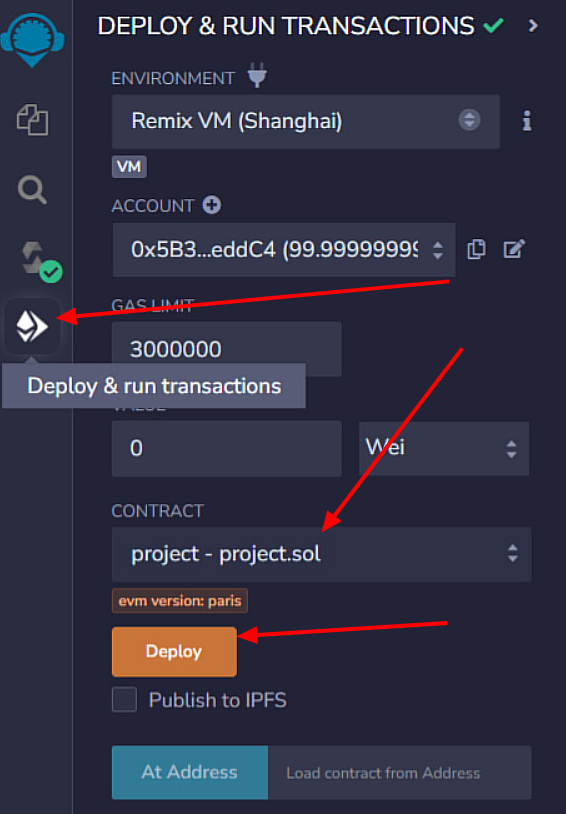 DEPLOY & RUN TRANSACTIONS
ENVIRONMENT
Remix VM (Shanghai)
VM
ACCOUNT
0x5B3...eddC4 (99.9999999
GAS LIMIT
3000000
Deploy & run transactions
VALUE
0
Wei
CONTRACT
project - project.sol
evm version: paris
Deploy
Publish to IPFS
At Address
Load contract from Address